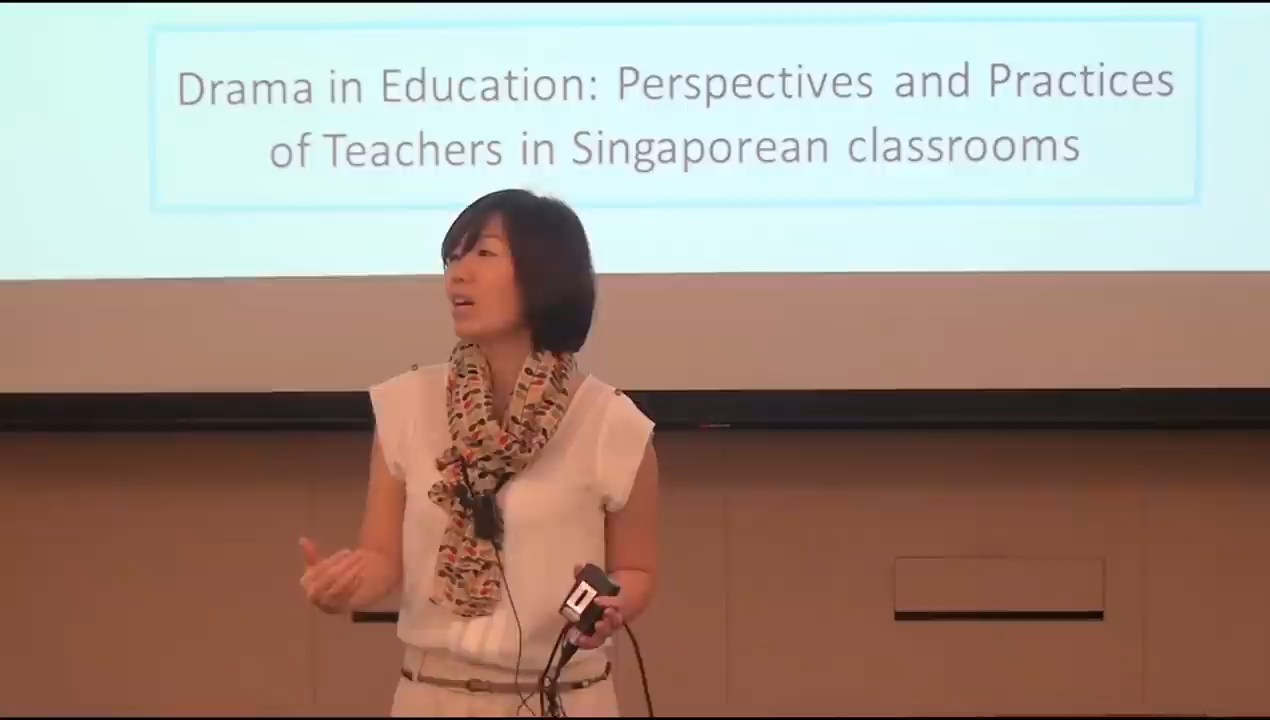 Drama in Education: Perspectives and Practices
of Teachers in Singaporean classrooms